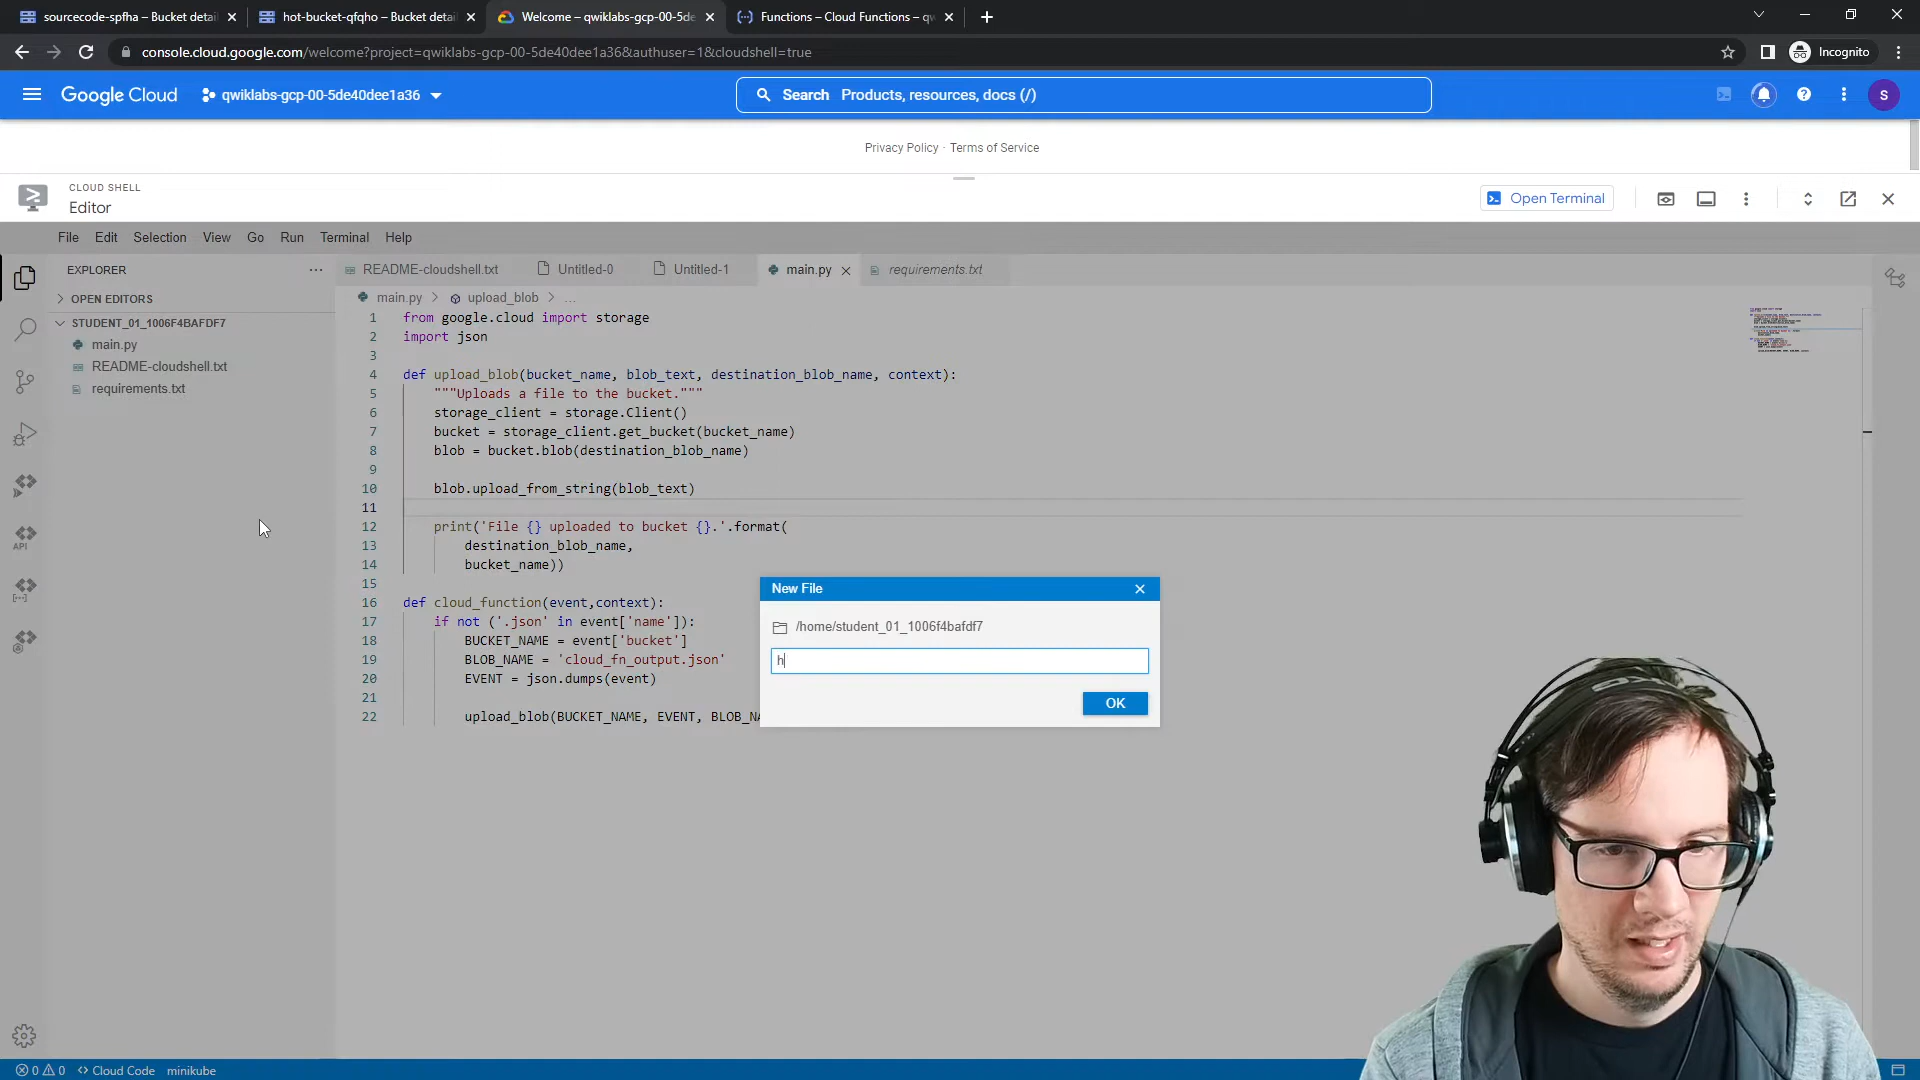 sourcecode-spfha – Bucket detai
hot-bucket-qfqho – Bucket detail
Welcome – qwiklabs-gcp-00-5de
Functions – Cloud Functions – qw
console.cloud.google.com/welcome?project=qwiklabs-gcp-00-5de40dee1a36&authuser=1&cloudshell=true
Incognito
Google Cloud
qwiklabs-gcp-00-5de40dee1a36
Search Products, resources, docs (/)
S
Privacy Policy · Terms of Service
CLOUD SHELL
Editor
Open Terminal
File Edit Selection View Go Run Terminal Help
EXPLORER
README-cloudshell.txt
Untitled-0
Untitled-1
main.py
requirements.txt
OPEN EDITORS
main.py > upload_blob > ...
STUDENT_01_1006F4BAFDF7
main.py
README-cloudshell.txt
requirements.txt
API
1 from google.cloud import storage
2 import json
3
4 def upload_blob(bucket_name, blob_text, destination_blob_name, context):
5 """Uploads a file to the bucket."""
6 storage_client = storage.Client()
7 bucket = storage_client.get_bucket(bucket_name)
8 blob = bucket.blob(destination_blob_name)
9
10 blob.upload_from_string(blob_text)
11
12 print('File {} uploaded to bucket {}.'.format(
13 destination_blob_name,
14 bucket_name))
15
16 def cloud_function(event,context):
17 if not ('.json' in event['name']):
18 BUCKET_NAME = event['bucket']
19 BLOB_NAME = 'cloud_fn_output.json'
20 EVENT = json.dumps(event)
21
22 upload_blob(BUCKET_NAME, EVENT, BLOB_NA
New File
/home/student_01_1006f4bafdf7
h
OK
0 0 Cloud Code minikube